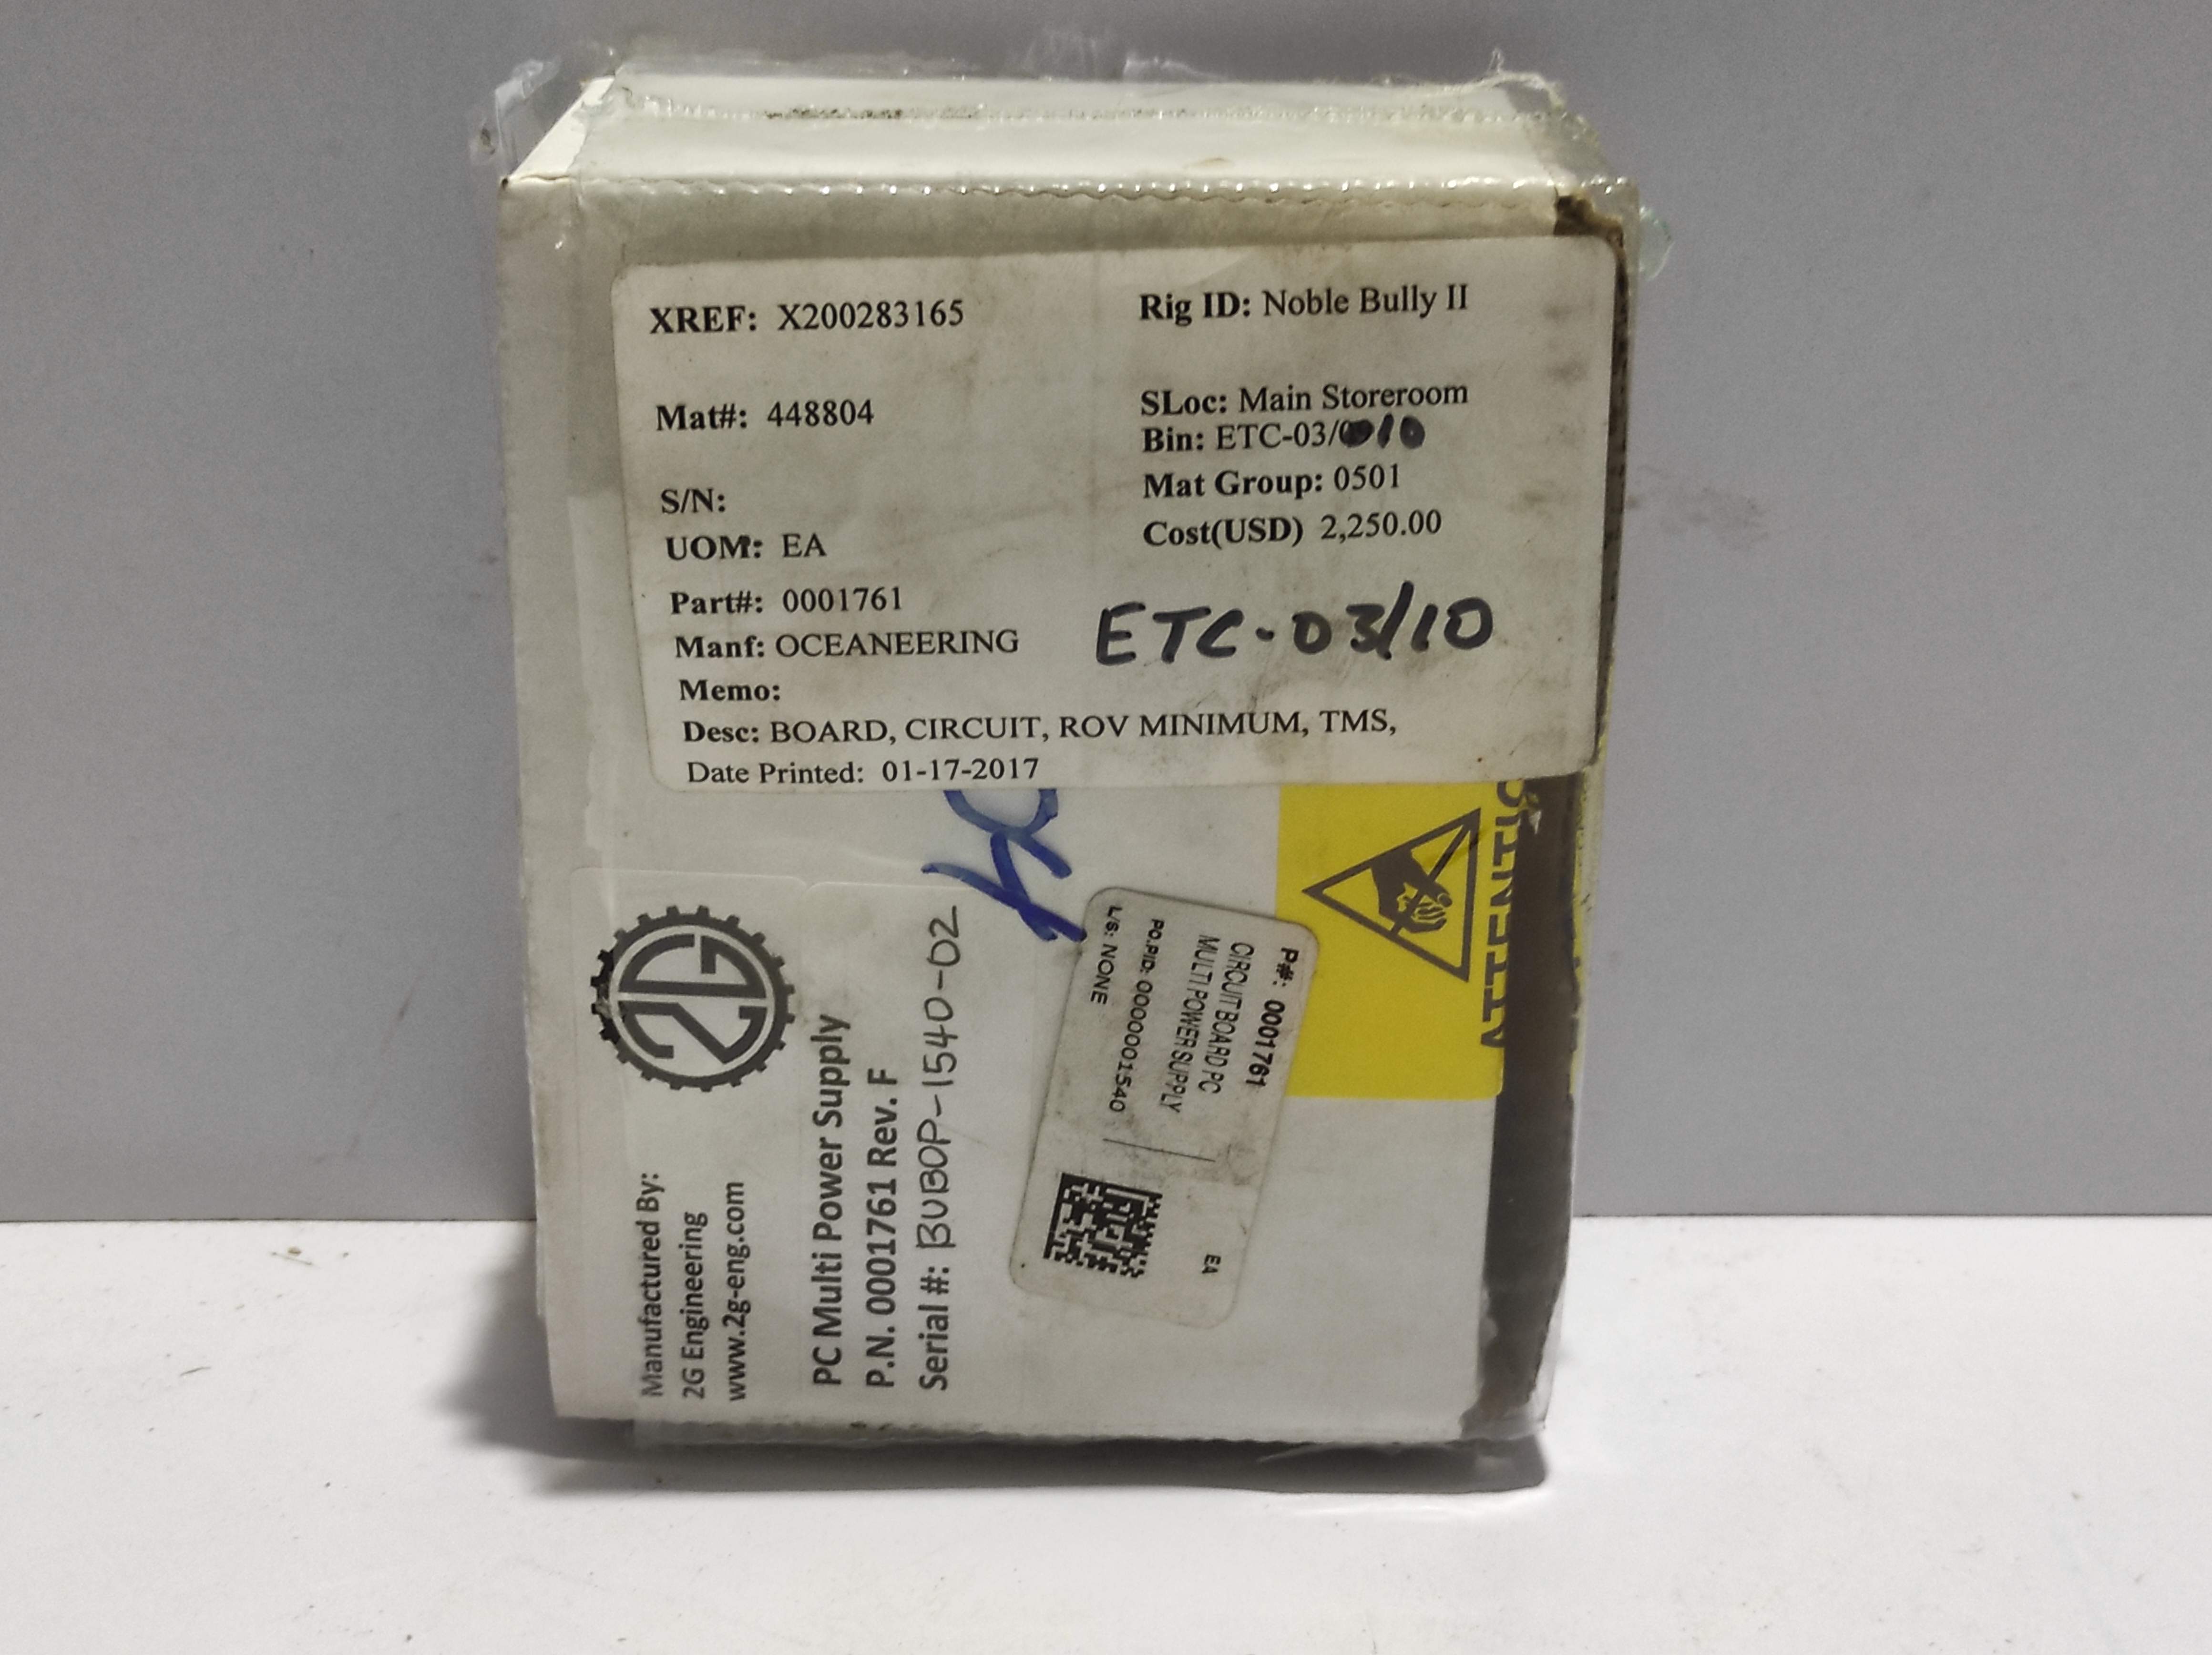 XREF: X200283165
Rig ID: Noble Bully II
Mat#: 448804
SLoc: Main Storeroom
Bin: ETC-03/10
S/N:
Mat Group: 0501
UOM: EA
Cost(USD) 2,250.00
Part#: 0001761
Manf: OCEANEERING
ETC-03/10
Memo:
Desc: BOARD, CIRCUIT, ROV MINIMUM, TMS,
Date Printed: 01-17-2017
ATTENTIO
2G
Manufactured By:
2G Engineering
www.2g-eng.com
PC Multi Power Supply
P.N. 0001761 Rev. F
Serial #: BUBOP-1540-02
P#: 0001761
CIRCUIT BOARD PC
MULTI POWER SUPPLY
PO.PID: 0000001540
L/S: NONE
EA